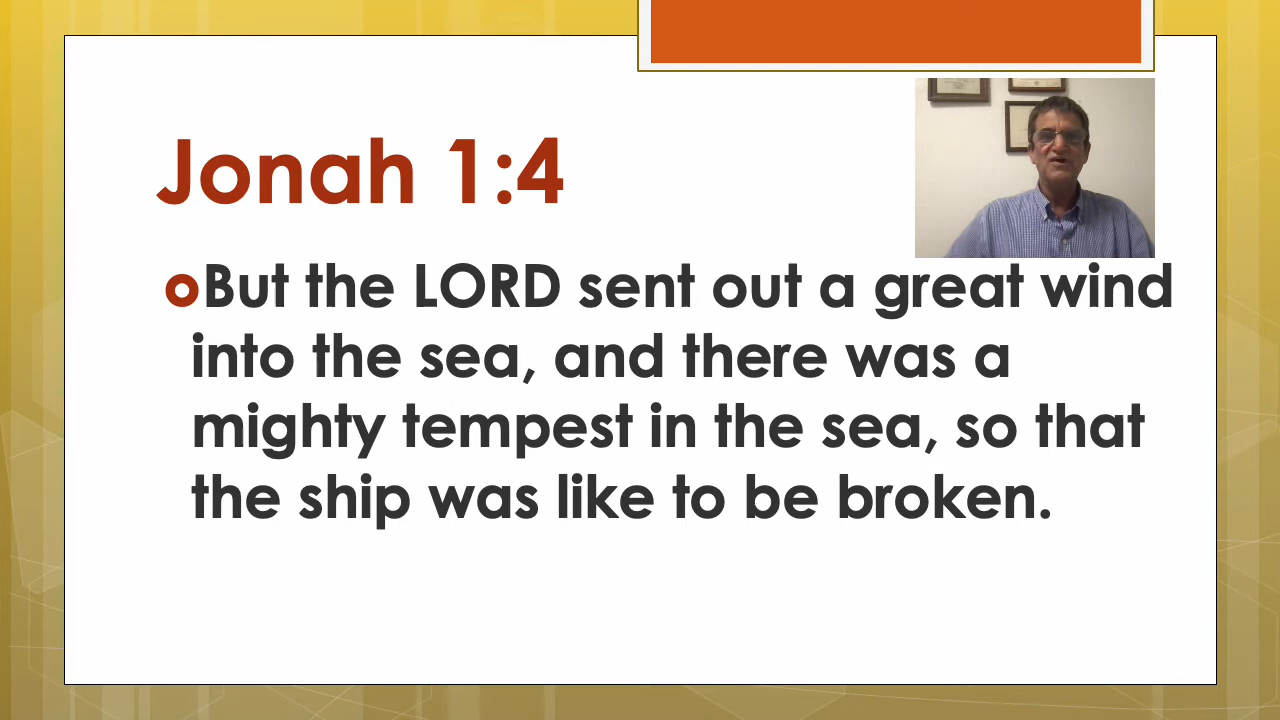 Jonah 1:4
But the LORD sent out a great wind
into the sea, and there was a
mighty tempest in the sea, so that
the ship was like to be broken.